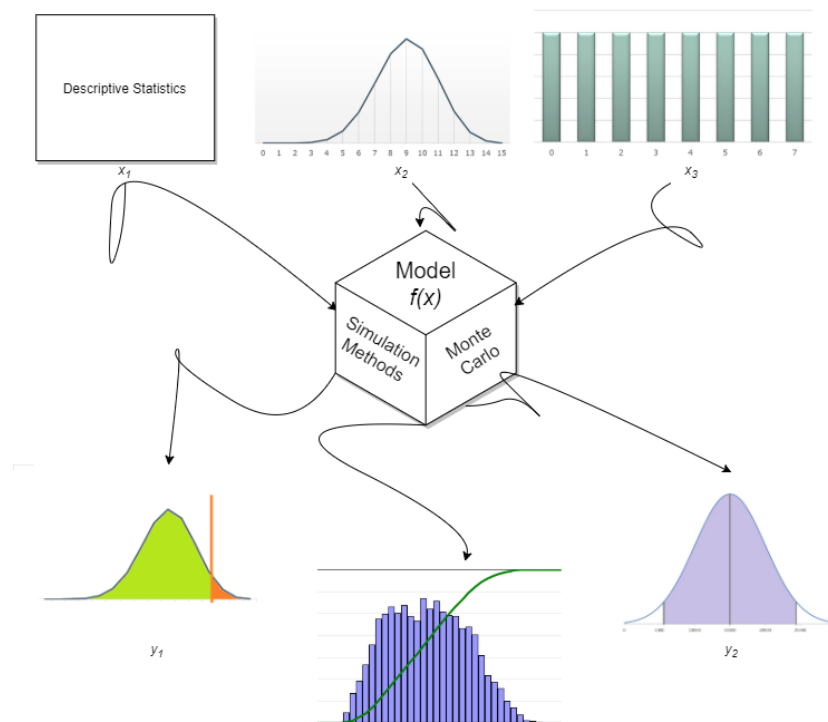 Descriptive Statistics
0 1 2 3 4 5 6 7 8 9 10 11 12 13 14 15
0 1 2 3 4 5 6 7
x1
x2
x3
Model
f(x)
Simulation
Methods
Monte
Carlo
y1
y2